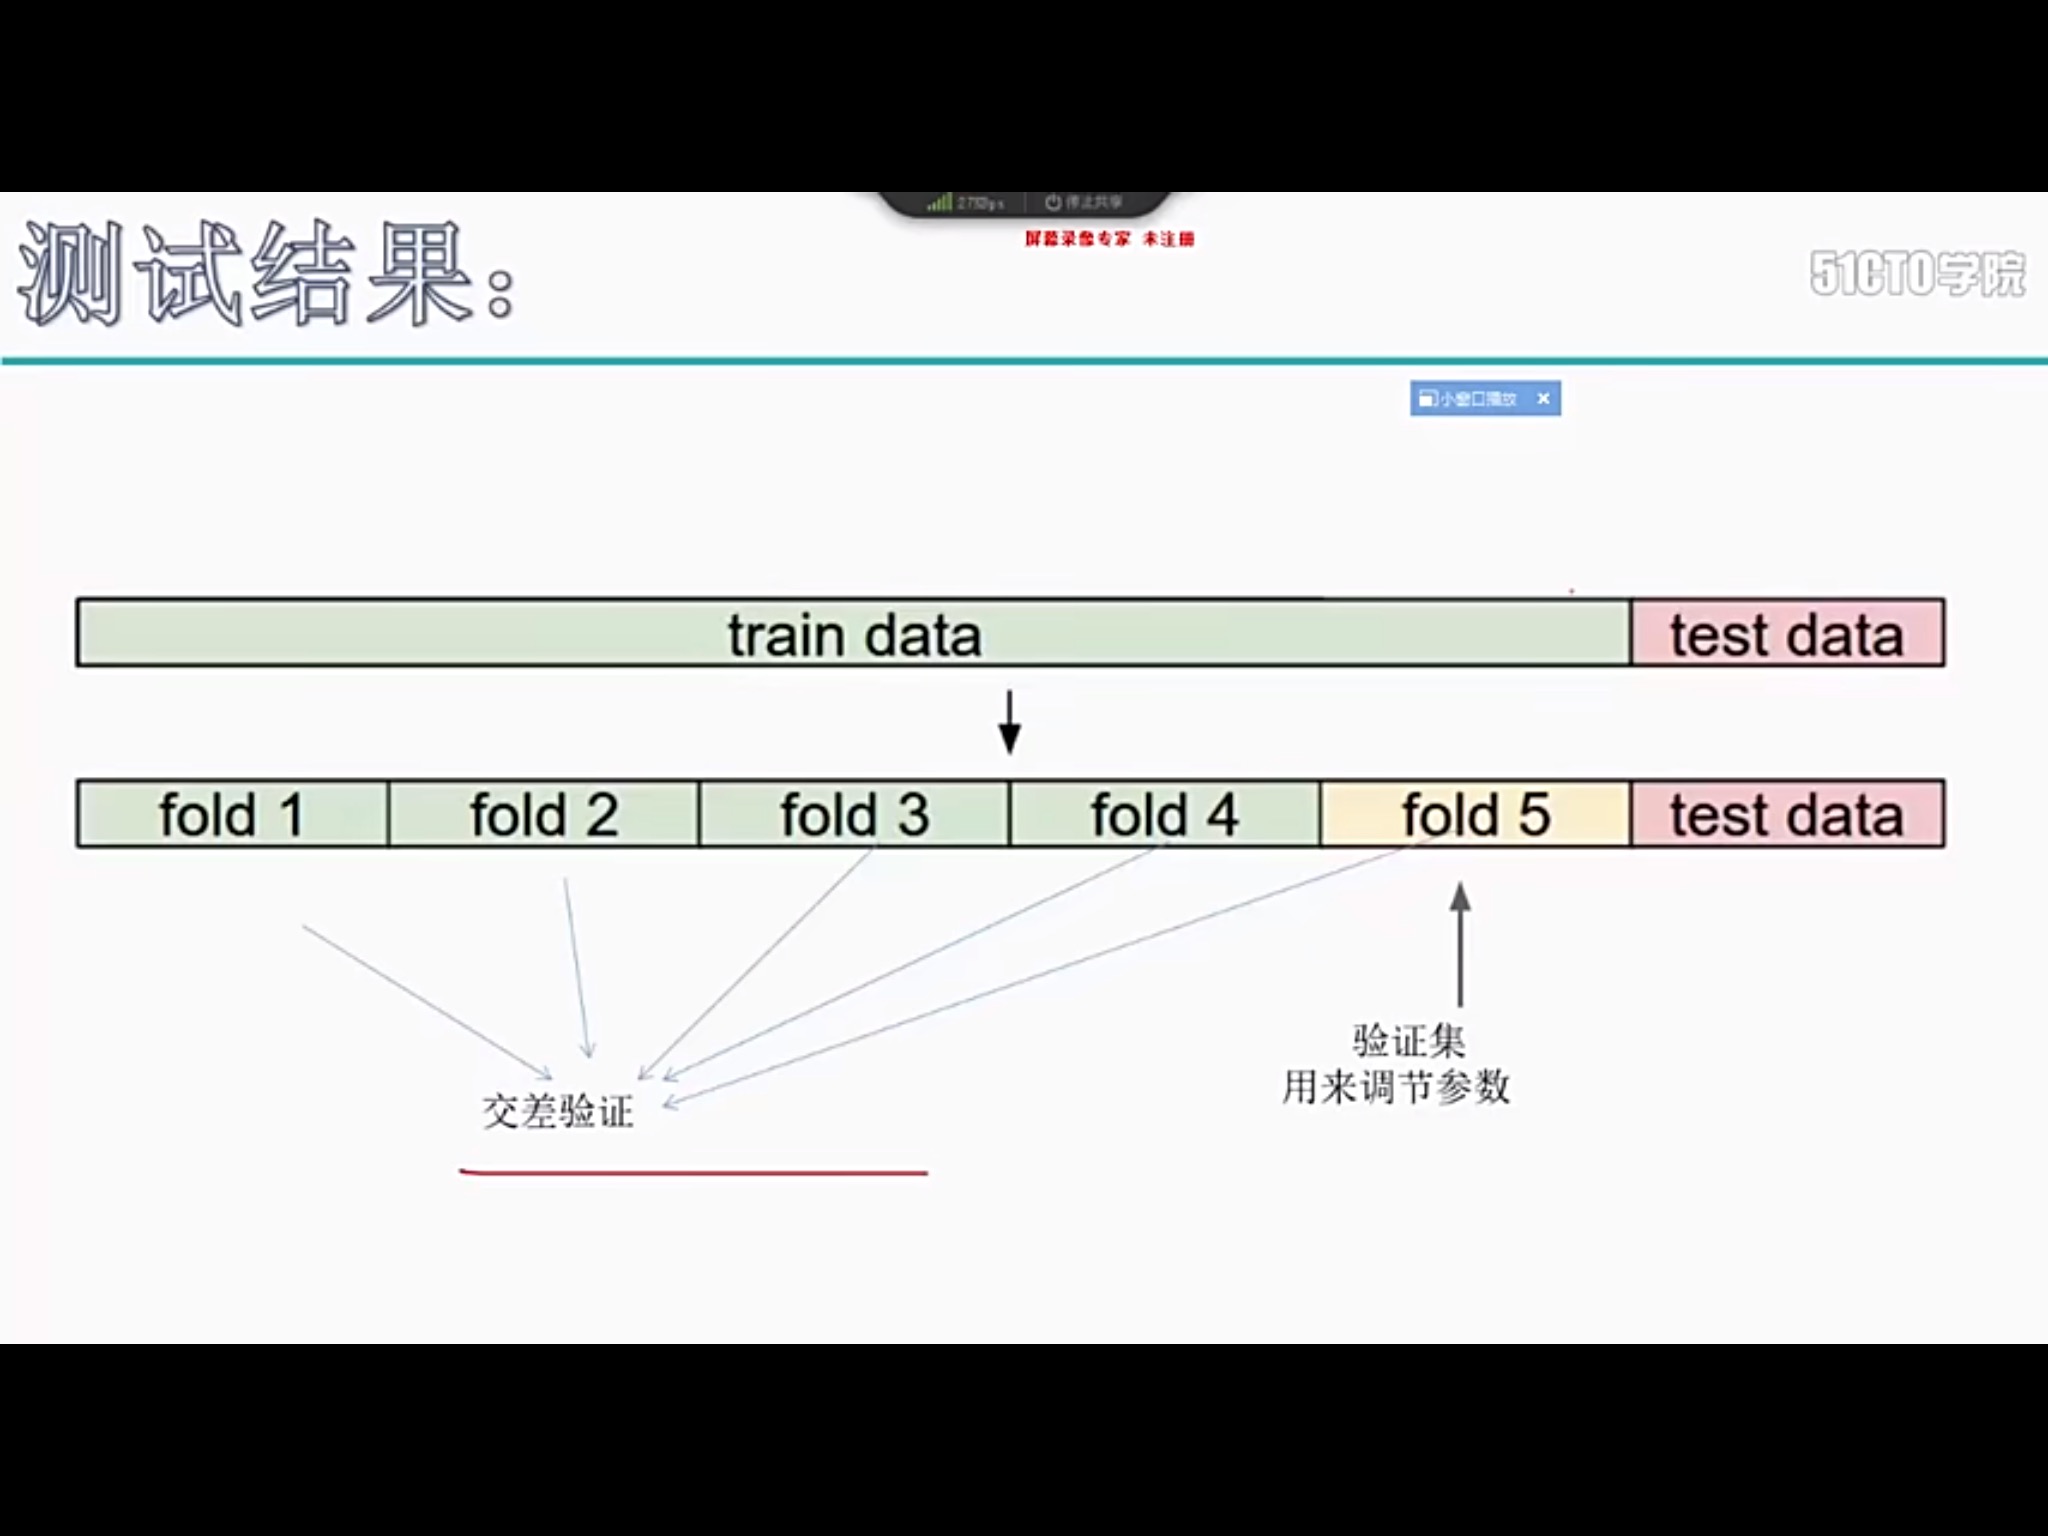 停止共享
屏幕录像专家 未注册
测试结果：
51CTO学院
小窗口播放
train data test data
fold 1 fold 2 fold 3 fold 4 fold 5 test data
验证集
用来调节参数
交差验证